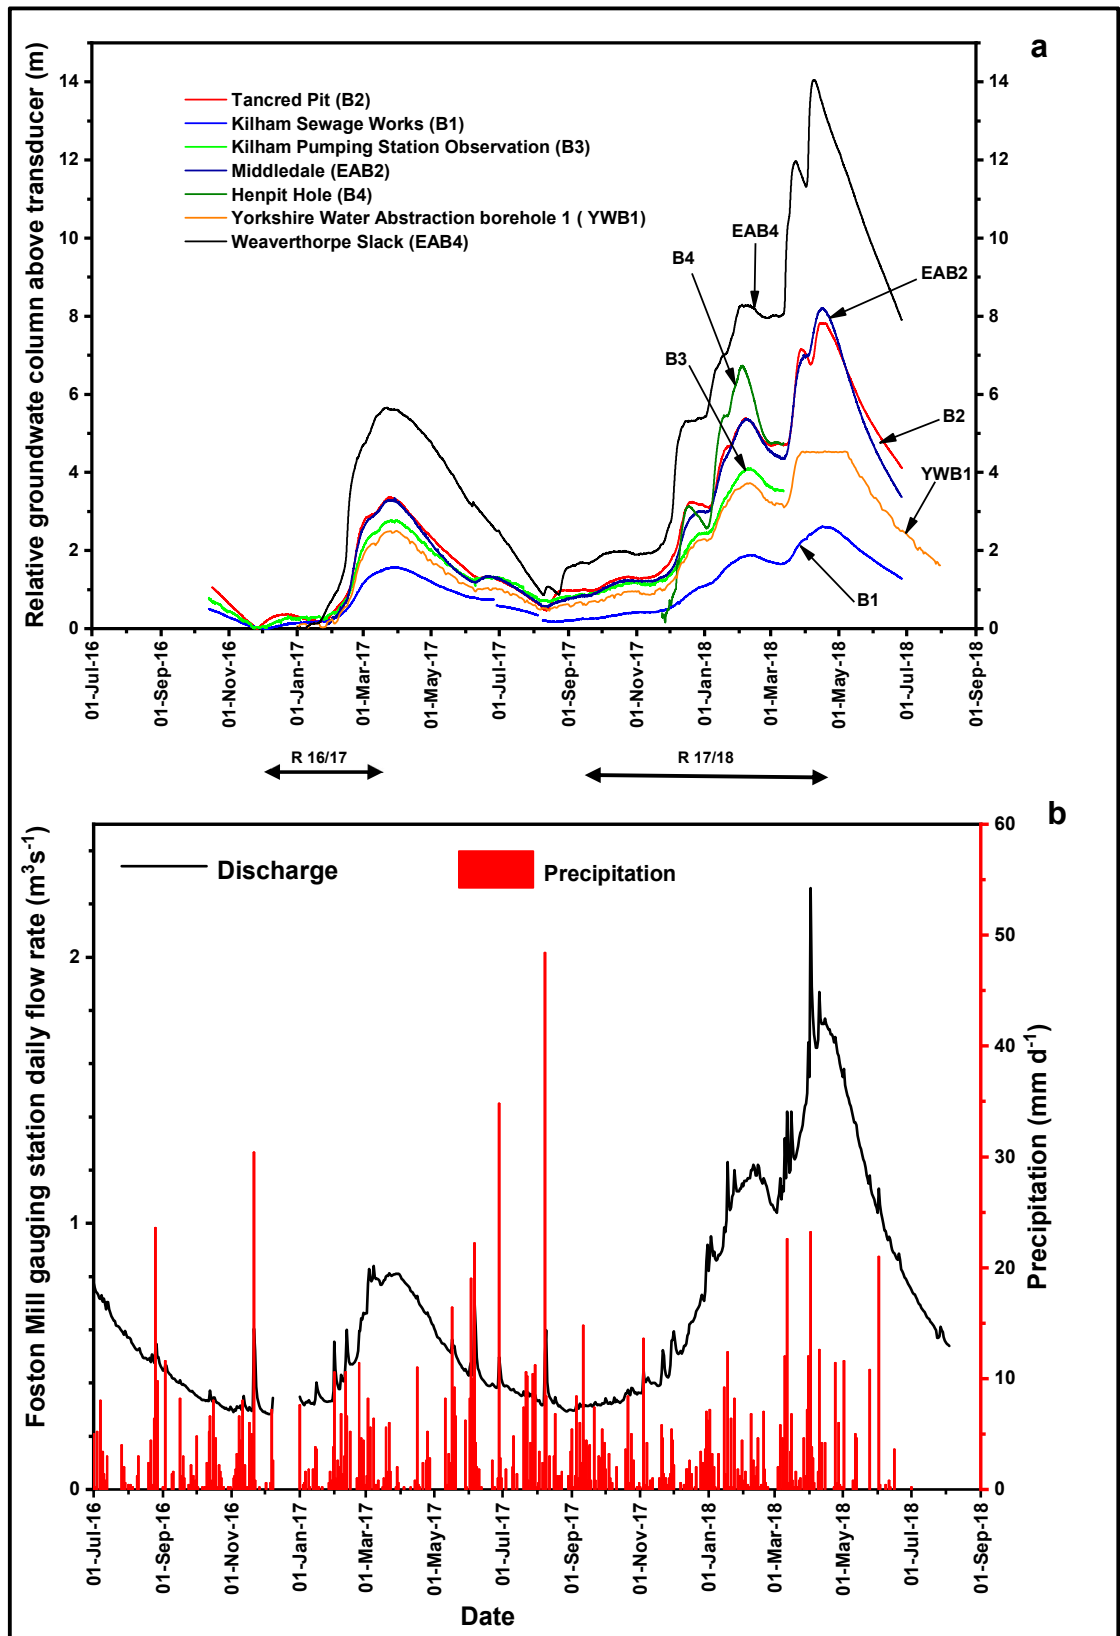 a
Relative groundwate column above transducer (m)
14
12
10
8
6
4
2
0
14
12
10
8
6
4
2
0
Tancred Pit (B2)
Kilham Sewage Works (B1)
Kilham Pumping Station Observation (B3)
Middledale (EAB2)
Henpit Hole (B4)
Yorkshire Water Abstraction borehole 1 ( YWB1)
Weaverthorpe Slack (EAB4)
EAB4
B4
EAB2
B3
B2
YWB1
B1
01-Jul-16
01-Sep-16
01-Nov-16
01-Jan-17
01-Mar-17
01-May-17
01-Jul-17
01-Sep-17
01-Nov-17
01-Jan-18
01-Mar-18
01-May-18
01-Jul-18
01-Sep-18
R 16/17
R 17/18
b
Foston Mill gauging station daily flow rate (m³s⁻¹)
2
1
0
Discharge
Precipitation
60
50
40
30
20
10
0
Precipitation (mm d⁻¹)
01-Jul-16
01-Sep-16
01-Nov-16
01-Jan-17
01-Mar-17
01-May-17
01-Jul-17
01-Sep-17
01-Nov-17
01-Jan-18
01-Mar-18
01-May-18
01-Jul-18
01-Sep-18
Date